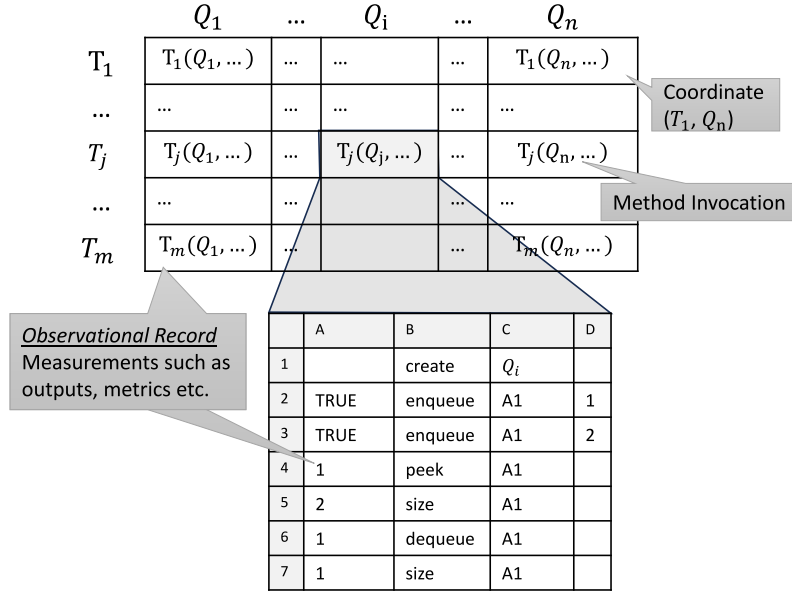 Q₁ ... Qᵢ ... Qₙ
T₁ T₁(Q₁, …) ... ... ... T₁(Qₙ, …)
... ... ... ... ...
Tⱼ Tⱼ(Q₁, …) ... Tⱼ(Qⱼ, …) ... Tⱼ(Qₙ, …)
... ... ... ... ...
Tₘ Tₘ(Q₁, …) ... ... Tₘ(Qₙ, …)
Coordinate
(T₁, Qₙ)
Method Invocation
Observational Record
Measurements such as
outputs, metrics etc.
A B C D
1 create Qᵢ
2 TRUE enqueue A1 1
3 TRUE enqueue A1 2
4 1 peek A1
5 2 size A1
6 1 dequeue A1
7 1 size A1